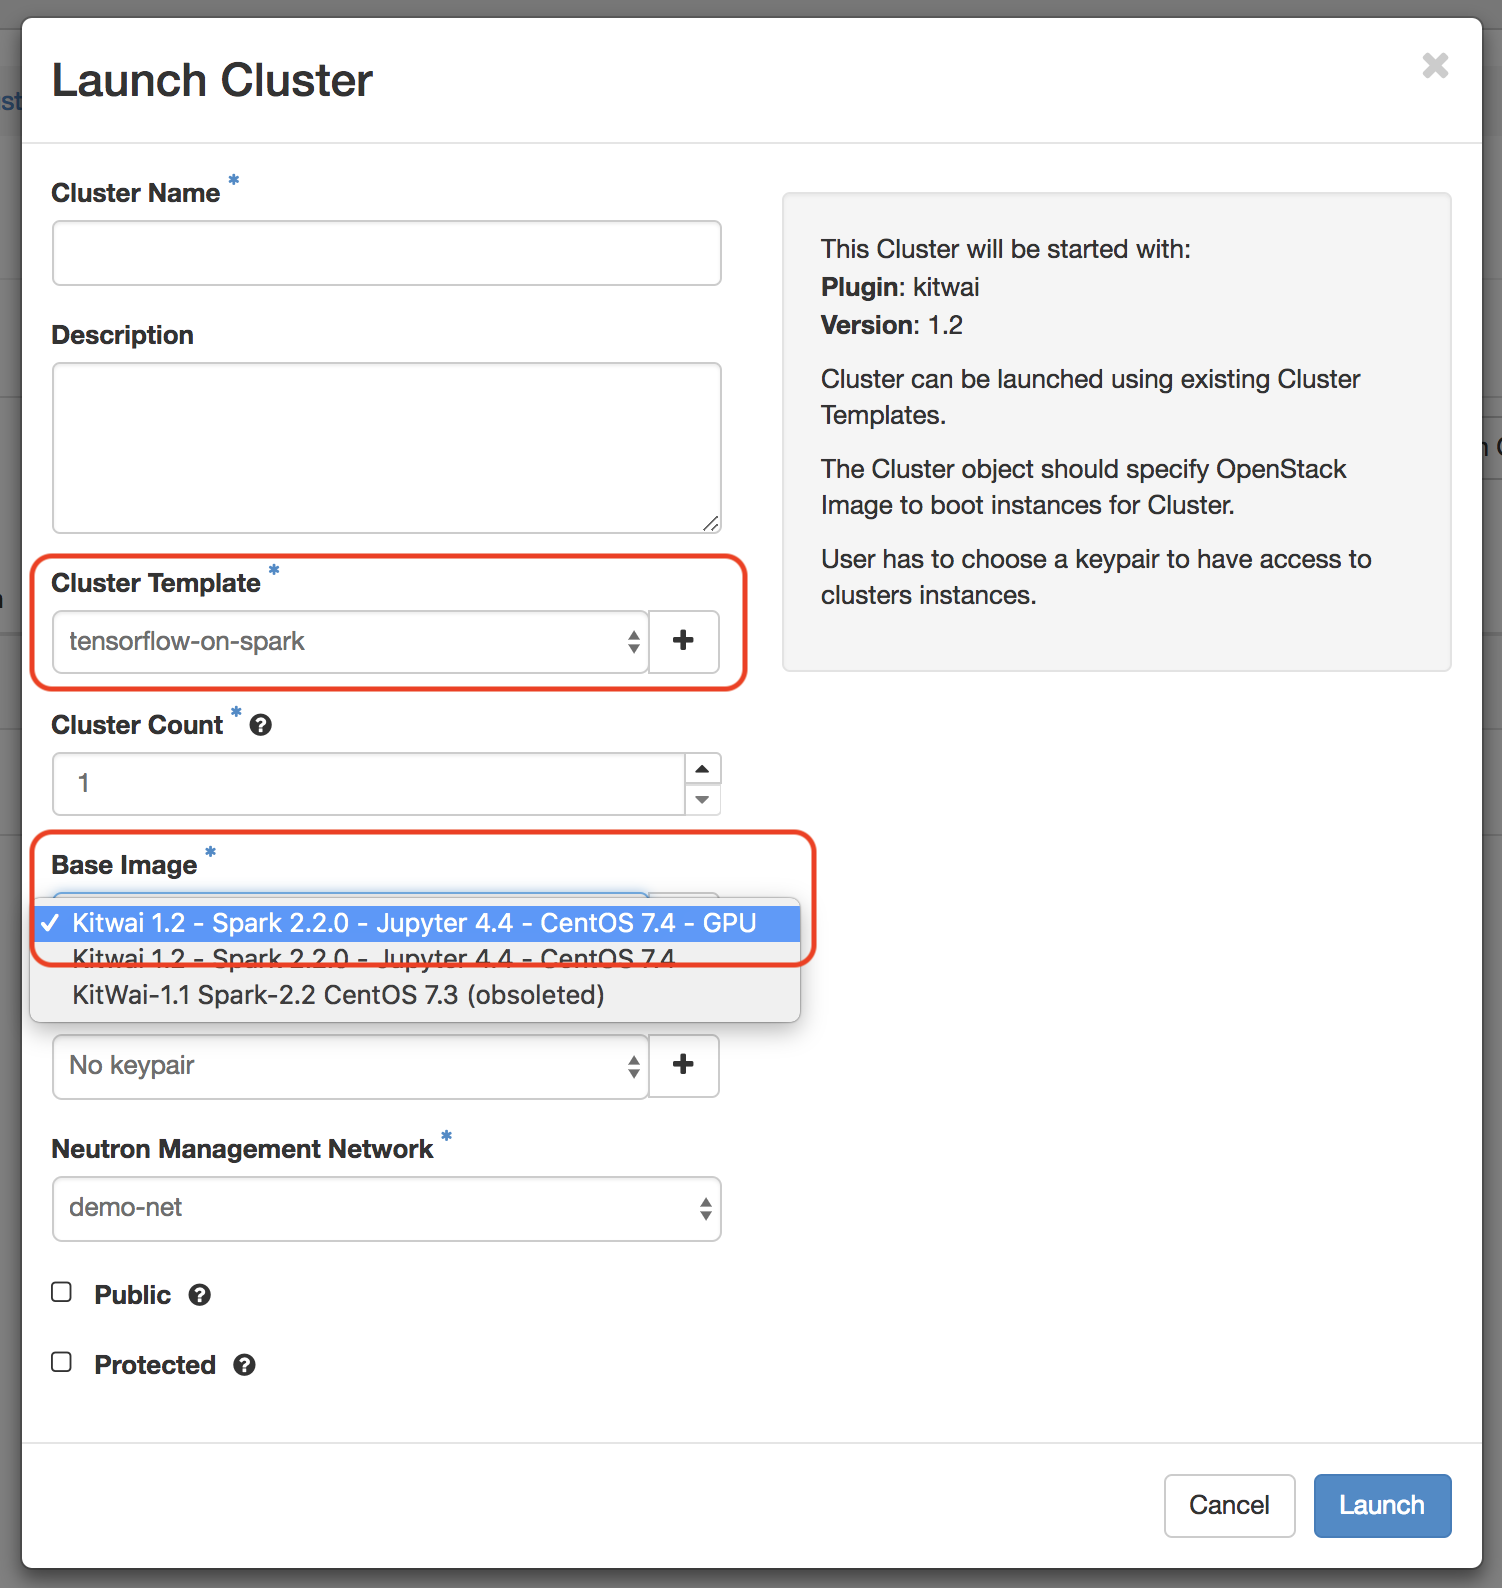 Launch Cluster
Cluster Name *
Description
Cluster Template *
tensorflow-on-spark
Cluster Count *
1
Base Image *
✓ Kitwai 1.2 - Spark 2.2.0 - Jupyter 4.4 - CentOS 7.4 - GPU
Kitwai 1.2 - Spark 2.2.0 - Jupyter 4.4 - CentOS 7.4
KitWai-1.1 Spark-2.2 CentOS 7.3 (obsoleted)
No keypair
Neutron Management Network *
demo-net
Public
Protected
This Cluster will be started with:
Plugin: kitwai
Version: 1.2
Cluster can be launched using existing Cluster
Templates.
The Cluster object should specify OpenStack
Image to boot instances for Cluster.
User has to choose a keypair to have access to
clusters instances.
Cancel
Launch